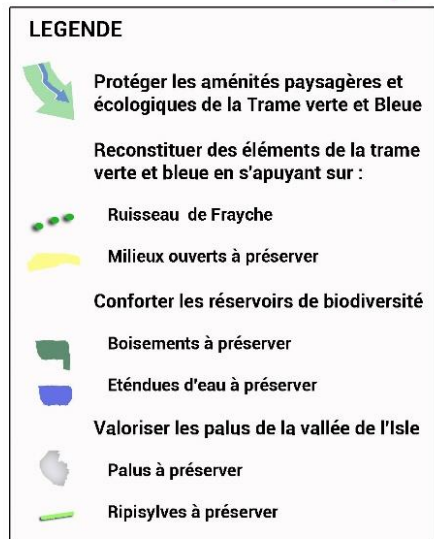 LEGENDE
Protéger les aménités paysagères et
écologiques de la Trame verte et Bleue
Reconstituer des éléments de la trame
verte et bleue en s'apuyant sur :
Ruisseau de Frayche
Milieux ouverts à préserver
Conforter les réservoirs de biodiversité
Boisements à préserver
Eténdues d'eau à préserver
Valoriser les palus de la vallée de l'Isle
Palus à préserver
Ripisylves à préserver